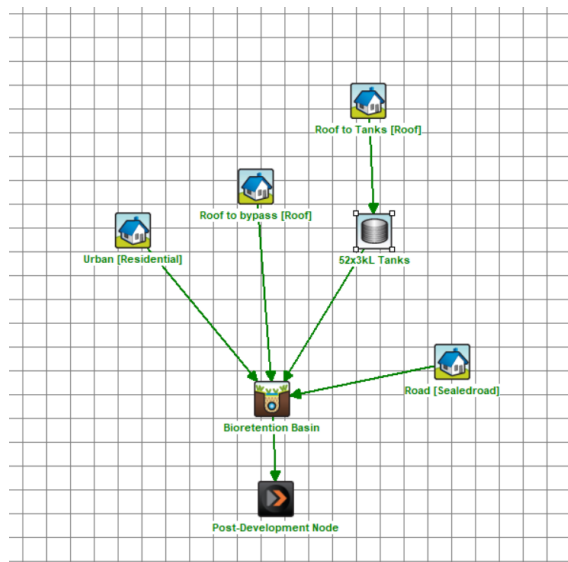 Roof to Tanks [Roof]
Roof to bypass [Roof]
Urban [Residential]
52x3kL Tanks
Road [Sealedroad]
Bioretention Basin
Post-Development Node